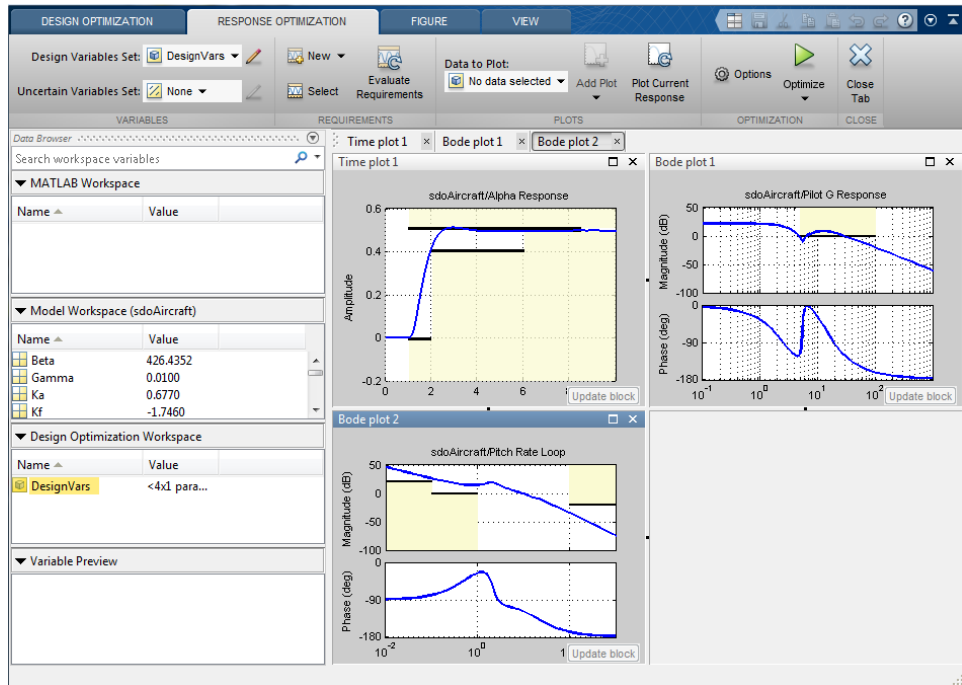 DESIGN OPTIMIZATION RESPONSE OPTIMIZATION FIGURE VIEW
Design Variables Set: DesignVars
Uncertain Variables Set: None
VARIABLES
New
Select
Evaluate
Requirements
REQUIREMENTS
Data to Plot:
No data selected
Add Plot
Plot Current
Response
PLOTS
Options
Optimize
OPTIMIZATION
Close
Tab
CLOSE
Data Browser
Search workspace variables
MATLAB Workspace
Name Value
Model Workspace (sdoAircraft)
Name Value
Beta 426.4352
Gamma 0.0100
Ka 0.6770
Kf -1.7460
Design Optimization Workspace
Name Value
DesignVars <4x1 para...
Variable Preview
Time plot 1 × Bode plot 1 × Bode plot 2 ×
Time plot 1
sdoAircraft/Alpha Response
Amplitude
0.6
0.4
0.2
0
-0.2
0 2 4 6
Update block
Bode plot 1
sdoAircraft/Pilot G Response
Magnitude (dB)
50
0
-50
-100
Phase (deg)
0
-90
-180
10^-1 10^0 10^1 10^2
Update block
Bode plot 2
sdoAircraft/Pitch Rate Loop
Magnitude (dB)
50
0
-50
-100
Phase (deg)
0
-90
-180
10^-2 10^0 1
Update block